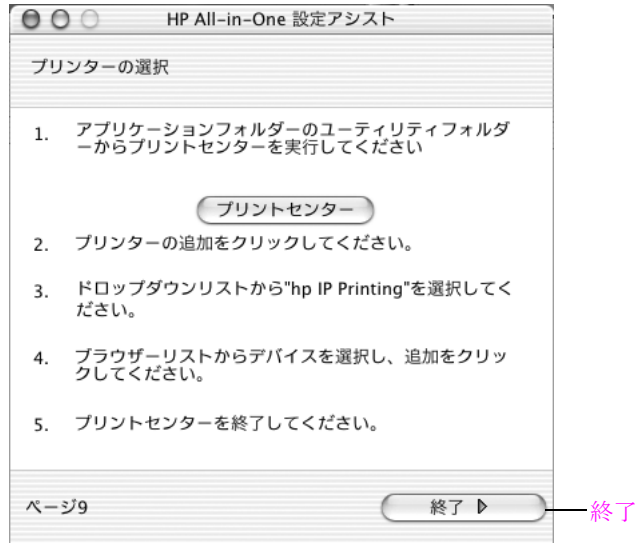 HP All-in-One 設定アシスト
プリンターの選択
1. アプリケーションフォルダーのユーティリティフォルダ
ーからプリントセンターを実行してください
プリントセンター
2. プリンターの追加をクリックしてください。
3. ドロップダウンリストから"hp IP Printing"を選択してく
ださい。
4. ブラウザーリストからデバイスを選択し、追加をクリッ
クしてください。
5. プリントセンターを終了してください。
ページ9
終了
終了